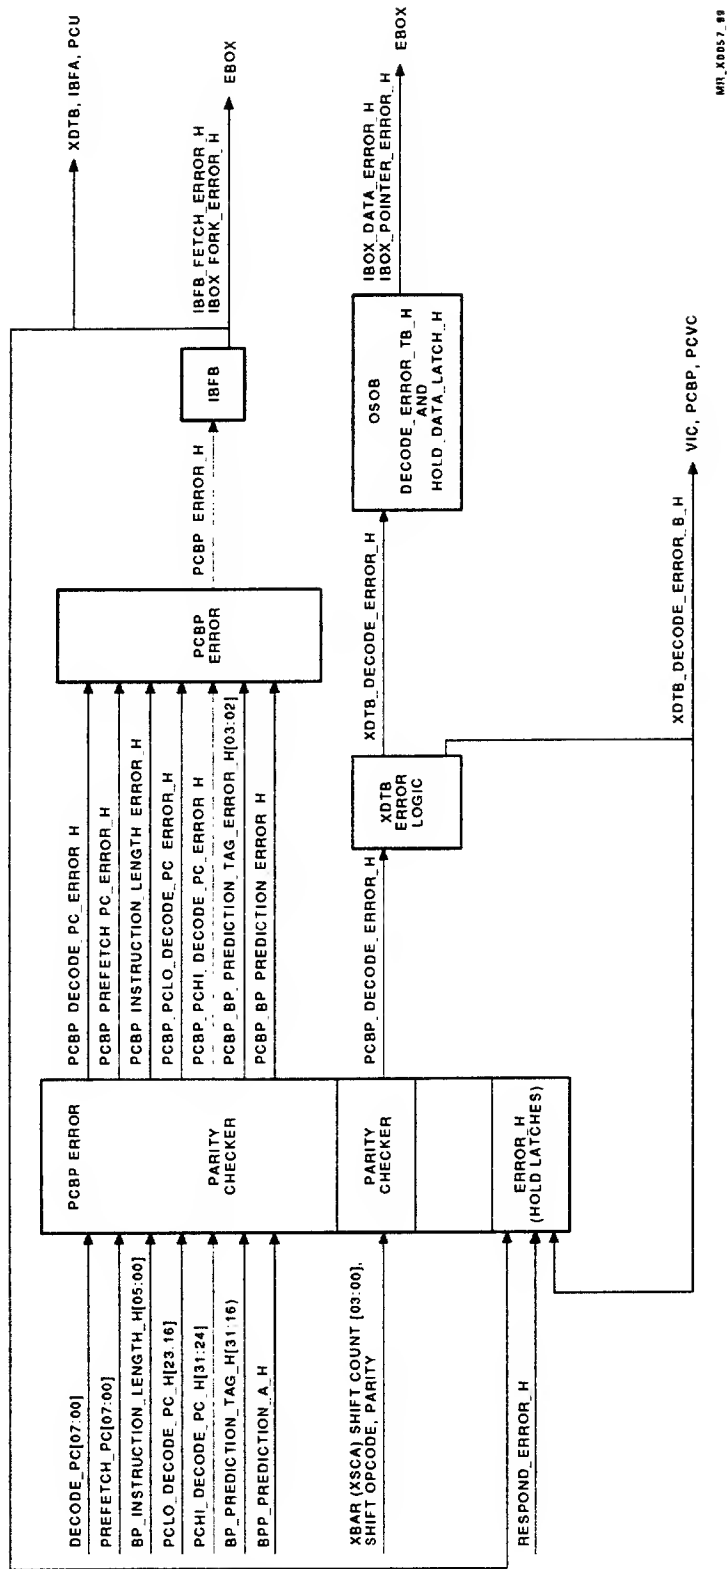 DECODE_PC[07:00]
PREFETCH_PC[07:00]
BP_INSTRUCTION_LENGTH_H[05:00]
PCLO_DECODE_PC_H[23.16]
PCHI_DECODE_PC_H[31:24]
BP_PREDICTION_TAG_H[31:16)
BPP_PREDICTION_A_H
XBAR (XSCA) SHIFT COUNT [03:00],
SHIFT OPCODE, PARITY
RESPOND_ERROR_H
PCBP ERROR
PARITY
CHECKER
PARITY
CHECKER
ERROR_H
(HOLD LATCHES)
PCBP_DECODE_PC_ERROR_H
PCBP_PREFETCH_PC_ERROR_H
PCBP_INSTRUCTION_LENGTH_ERROR_H
PCBP_PCLO_DECODE_PC_ERROR_H
PCBP_PCHI_DECODE_PC_ERROR_H
PCBP_BP_PREDICTION_TAG_ERROR_H[03:02]
PCBP_BP_PREDICTION_ERROR_H
PCBP_DECODE_ERROR_H
PCBP
ERROR
XDTB
ERROR
LOGIC
PCBP_ERROR_H
XDTB_DECODE_ERROR_H
IBFB
OSOB
DECODE_ERROR_TB_H
AND
HOLD_DATA_LATCH_H
XDTB_DECODE_ERROR_B_H
XDTB, IBFA, PCU
IBFB_FETCH_ERROR_H
IBOX_FORK_ERROR_H
EBOX
IBOX_DATA_ERROR_H
IBOX_POINTER_ERROR_H
EBOX
VIC, PCBP, PCVC
MR_X0057_89